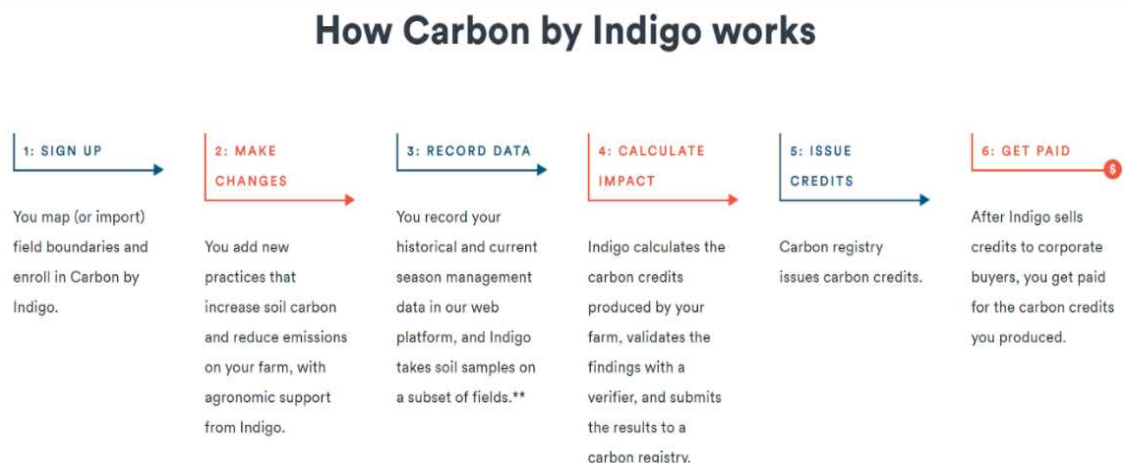 How Carbon by Indigo works
1: SIGN UP
You map (or import)
field boundaries and
enroll in Carbon by
Indigo.
2: MAKE
CHANGES
You add new
practices that
increase soil carbon
and reduce emissions
on your farm, with
agronomic support
from Indigo.
3: RECORD DATA
You record your
historical and current
season management
data in our web
platform, and Indigo
takes soil samples on
a subset of fields.**
4: CALCULATE
IMPACT
Indigo calculates the
carbon credits
produced by your
farm, validates the
findings with a
verifier, and submits
the results to a
carbon registry.
5: ISSUE
CREDITS
Carbon registry
issues carbon credits.
6: GET PAID
$
After Indigo sells
credits to corporate
buyers, you get paid
for the carbon credits
you produced.